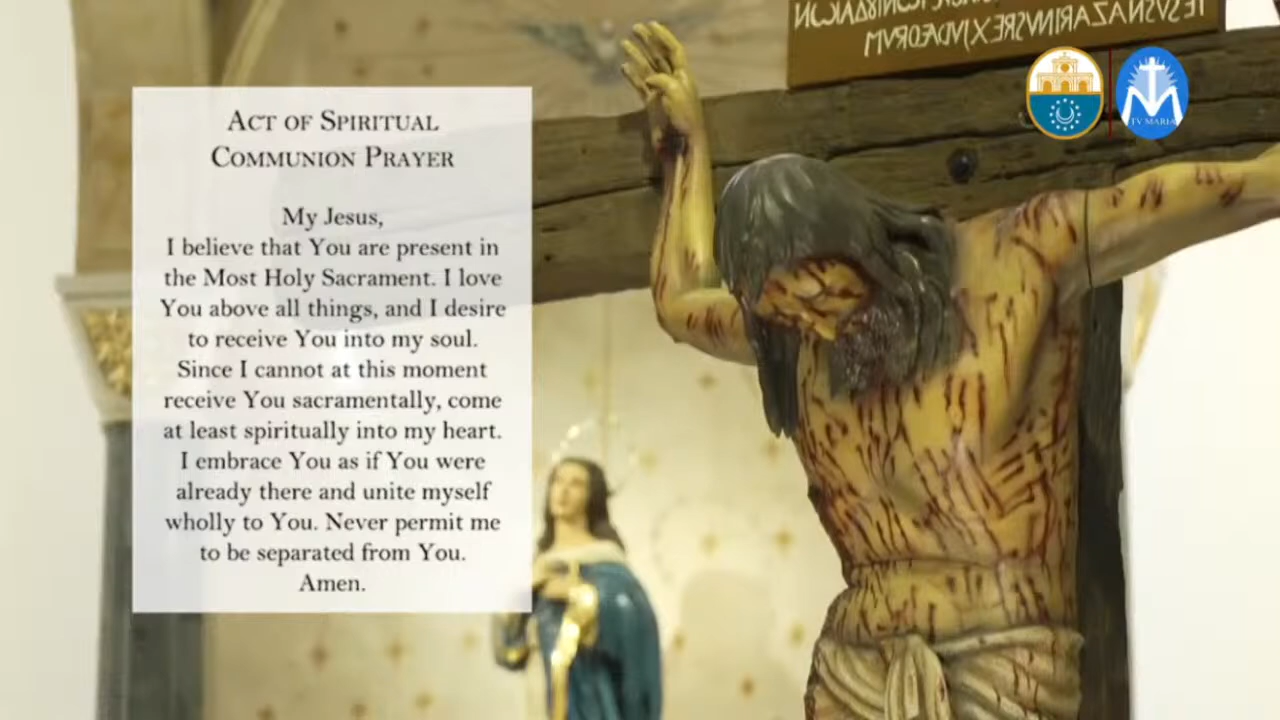 Act of Spiritual
Communion Prayer
My Jesus,
I believe that You are present in
the Most Holy Sacrament. I love
You above all things, and I desire
to receive You into my soul.
Since I cannot at this moment
receive You sacramentally, come
at least spiritually into my heart.
I embrace You as if You were
already there and unite myself
wholly to You. Never permit me
to be separated from You.
Amen.
TV MARIA